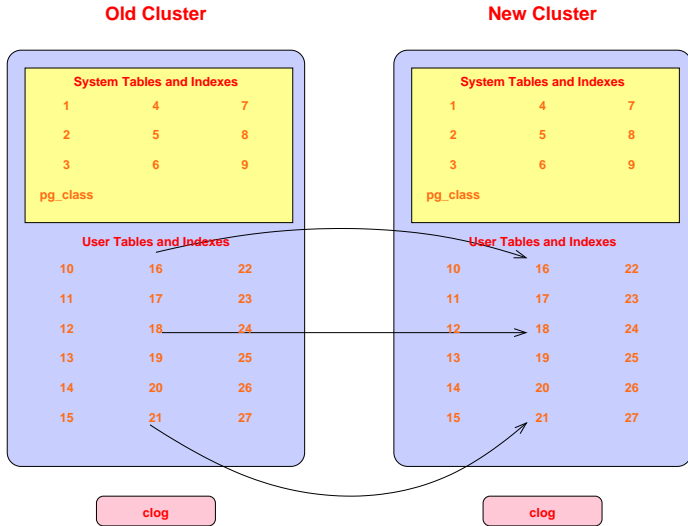 Old Cluster
System Tables and Indexes
1 4 7
2 5 8
3 6 9
pg_class
User Tables and Indexes
10 16 22
11 17 23
12 18 24
13 19 25
14 20 26
15 21 27
clog
New Cluster
System Tables and Indexes
1 4 7
2 5 8
3 6 9
pg_class
User Tables and Indexes
10 16 22
11 17 23
12 18 24
13 19 25
14 20 26
15 21 27
clog